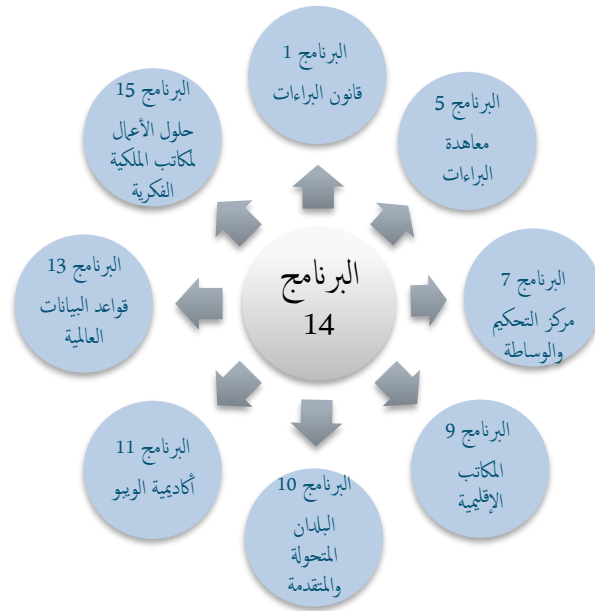 البرنامج 1
قانون البراءات
البرنامج 5
معاهدة
البراءات
البرنامج 7
مركز التحكيم
والوساطة
البرنامج 9
المكاتب
الإقليمية
البرنامج 10
البلدان
المتحولة
والمتقدمة
البرنامج 11
أكاديمية الويبو
البرنامج 13
قواعد البيانات
العالمية
البرنامج 15
حلول الأعمال
لمكاتب الملكية
الفكرية
البرنامج
14